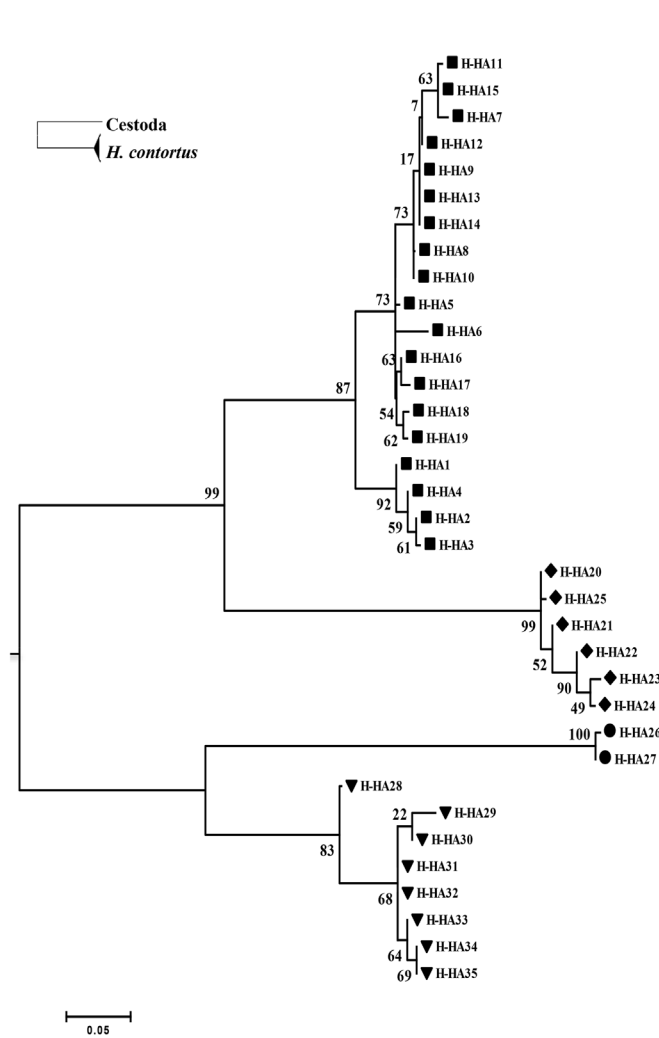 63 H-HA11
H-HA15
7 H-HA7
Cestoda
H. contortus
H-HA12
17 H-HA9
H-HA13
73 H-HA14
H-HA8
H-HA10
73 H-HA5
H-HA6
63 H-HA16
87 H-HA17
54 H-HA18
62 H-HA19
H-HA1
99 92 H-HA4
59 H-HA2
61 H-HA3
H-HA20
H-HA25
99 H-HA21
52 H-HA22
90 H-HA23
49 H-HA24
100 H-HA26
H-HA27
H-HA28
22 H-HA29
H-HA30
83 H-HA31
68 H-HA32
H-HA33
64 H-HA34
69 H-HA35
0.05